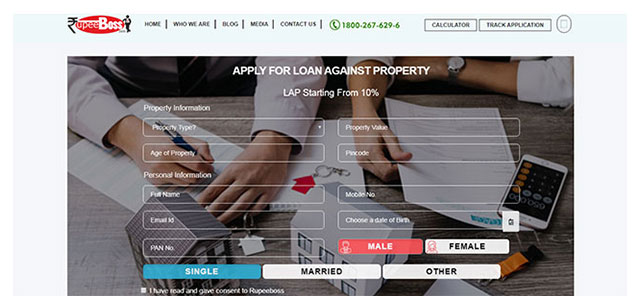 ₹upeeBoss HOME WHO WE ARE BLOG MEDIA CONTACT US 1800-267-629-6 CALCULATOR TRACK APPLICATION
APPLY FOR LOAN AGAINST PROPERTY
LAP Starting From 10%
Property Information
Property Type? Property Value
Age of Property Pincode
Personal Information
Full Name Mobile No
Email Id Choose a date of Birth
PAN No. MALE FEMALE
SINGLE MARRIED OTHER
I have read and gave consent to Rupeeboss